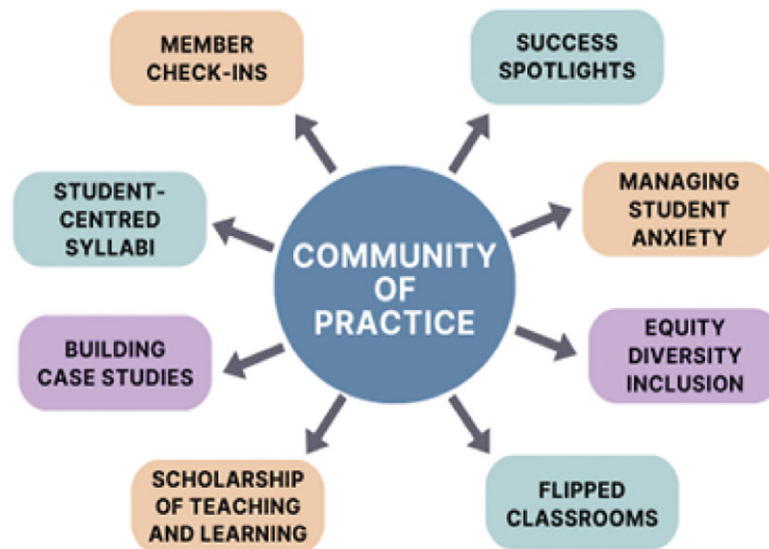 MEMBER
CHECK-INS
SUCCESS
SPOTLIGHTS
STUDENT-
CENTRED
SYLLABI
MANAGING
STUDENT
ANXIETY
COMMUNITY
OF
PRACTICE
BUILDING
CASE STUDIES
EQUITY
DIVERSITY
INCLUSION
SCHOLARSHIP
OF TEACHING
AND LEARNING
FLIPPED
CLASSROOMS